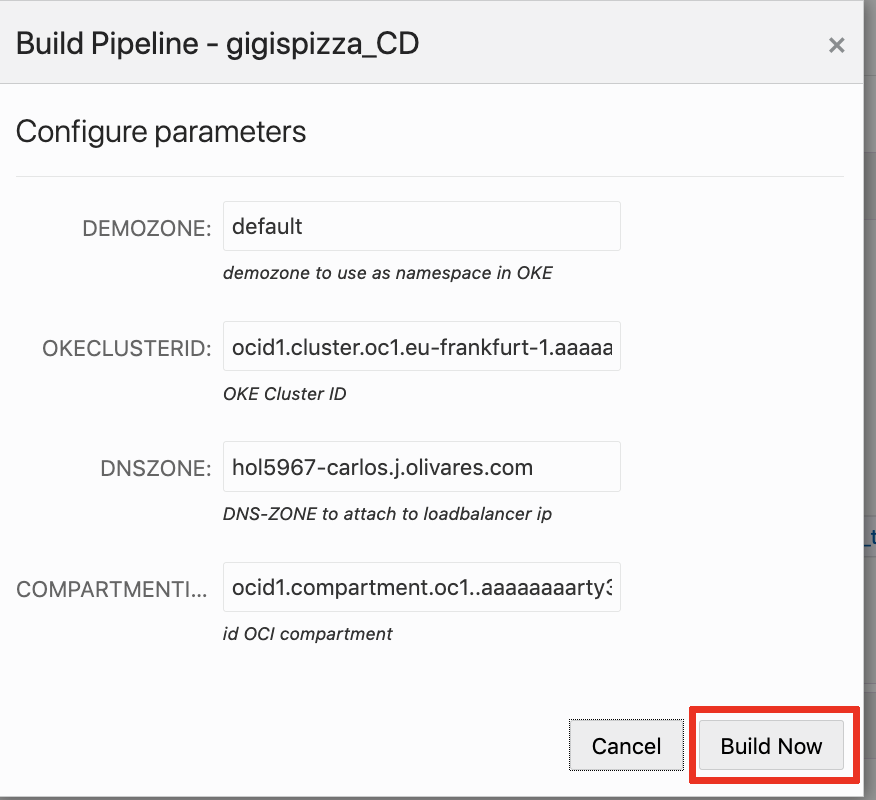 Build Pipeline - gigispizza_CD
×
Configure parameters
DEMOZONE: default
demozone to use as namespace in OKE
OKECLUSTERID: ocid1.cluster.oc1.eu-frankfurt-1.aaaaa
OKE Cluster ID
DNSZONE: hol5967-carlos.j.olivares.com
DNS-ZONE to attach to loadbalancer ip
COMPARTMENTI... ocid1.compartment.oc1..aaaaaaaarty3
id OCI compartment
Cancel Build Now